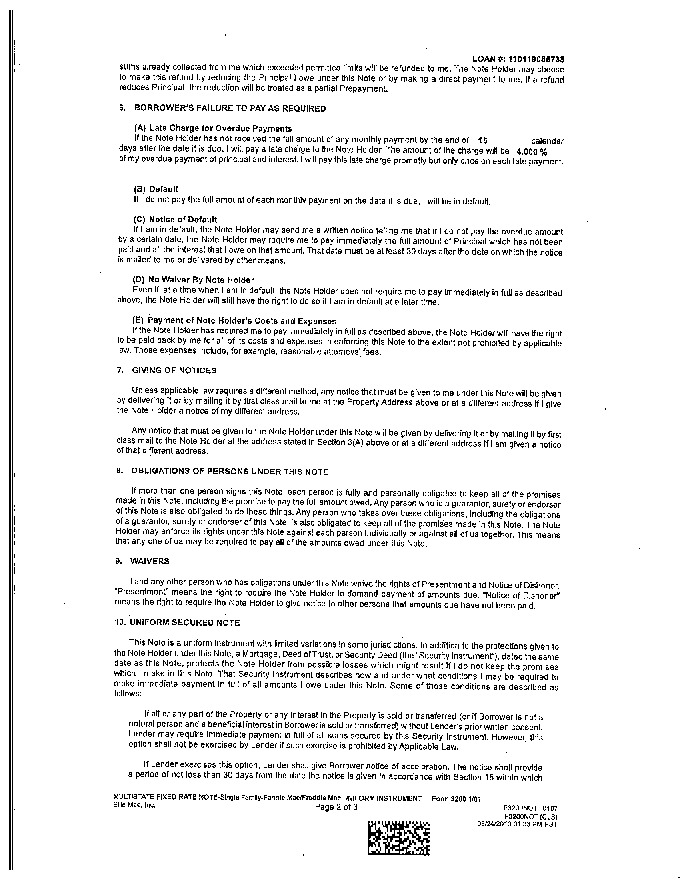 LOAN #: 110119086738
sums already collected from me which exceeded permitted limits will be refunded to me. The Note Holder may choose
to make this refund by reducing the Principal I owe under this Note or by making a direct payment to me. If a refund
reduces Principal, the reduction will be treated as a partial Prepayment.
6. BORROWER'S FAILURE TO PAY AS REQUIRED
(A) Late Charge for Overdue Payments
If the Note Holder has not received the full amount of any monthly payment by the end of 15 calendar
days after the date it is due, I will pay a late charge to the Note Holder. The amount of the charge will be 4.000 %
of my overdue payment of principal and interest. I will pay this late charge promptly but only once on each late payment.
(B) Default
If I do not pay the full amount of each monthly payment on the date it is due, I will be in default.
(C) Notice of Default
If I am in default, the Note Holder may send me a written notice telling me that if I do not pay the overdue amount
by a certain date, the Note Holder may require me to pay immediately the full amount of Principal which has not been
paid and all the interest that I owe on that amount. That date must be at least 30 days after the date on which the notice
is mailed to me or delivered by other means.
(D) No Waiver By Note Holder
Even if, at a time when I am in default, the Note Holder does not require me to pay immediately in full as described
above, the Note Holder will still have the right to do so if I am in default at a later time.
(E) Payment of Note Holder's Costs and Expenses
If the Note Holder has required me to pay immediately in full as described above, the Note Holder will have the right
to be paid back by me for all of its costs and expenses in enforcing this Note to the extent not prohibited by applicable
law. Those expenses include, for example, reasonable attorneys' fees.
7. GIVING OF NOTICES
Unless applicable law requires a different method, any notice that must be given to me under this Note will be given
by delivering it or by mailing it by first class mail to me at the Property Address above or at a different address if I give
the Note Holder a notice of my different address.
Any notice that must be given to the Note Holder under this Note will be given by delivering it or by mailing it by first
class mail to the Note Holder at the address stated in Section 3(A) above or at a different address if I am given a notice
of that different address.
8. OBLIGATIONS OF PERSONS UNDER THIS NOTE
If more than one person signs this Note, each person is fully and personally obligated to keep all of the promises
made in this Note, including the promise to pay the full amount owed. Any person who is a guarantor, surety or endorser
of this Note is also obligated to do these things. Any person who takes over these obligations, including the obligations
of a guarantor, surety or endorser of this Note, is also obligated to keep all of the promises made in this Note. The Note
Holder may enforce its rights under this Note against each person individually or against all of us together. This means
that any one of us may be required to pay all of the amounts owed under this Note.
9. WAIVERS
I and any other person who has obligations under this Note waive the rights of Presentment and Notice of Dishonor.
"Presentment" means the right to require the Note Holder to demand payment of amounts due. "Notice of Dishonor"
means the right to require the Note Holder to give notice to other persons that amounts due have not been paid.
10. UNIFORM SECURED NOTE
This Note is a uniform instrument with limited variations in some jurisdictions. In addition to the protections given to
the Note Holder under this Note, a Mortgage, Deed of Trust, or Security Deed (the "Security Instrument"), dated the same
date as this Note, protects the Note Holder from possible losses which might result if I do not keep the promises
which I make in this Note. That Security Instrument describes how and under what conditions I may be required to
make immediate payment in full of all amounts I owe under this Note. Some of those conditions are described as
follows:
If all or any part of the Property or any Interest in the Property is sold or transferred (or if Borrower is not a
natural person and a beneficial interest in Borrower is sold or transferred) without Lender's prior written consent,
Lender may require immediate payment in full of all sums secured by this Security Instrument. However, this
option shall not be exercised by Lender if such exercise is prohibited by Applicable Law.
If Lender exercises this option, Lender shall give Borrower notice of acceleration. The notice shall provide
a period of not less than 30 days from the date the notice is given in accordance with Section 15 within which
MULTISTATE FIXED RATE NOTE-Single Family-Fannie Mae/Freddie Mac UNIFORM INSTRUMENT Form 3200 1/01
Ellie Mae, Inc.
Page 2 of 3
F3200NOT 0107
F3200NOT (CLS)
PST